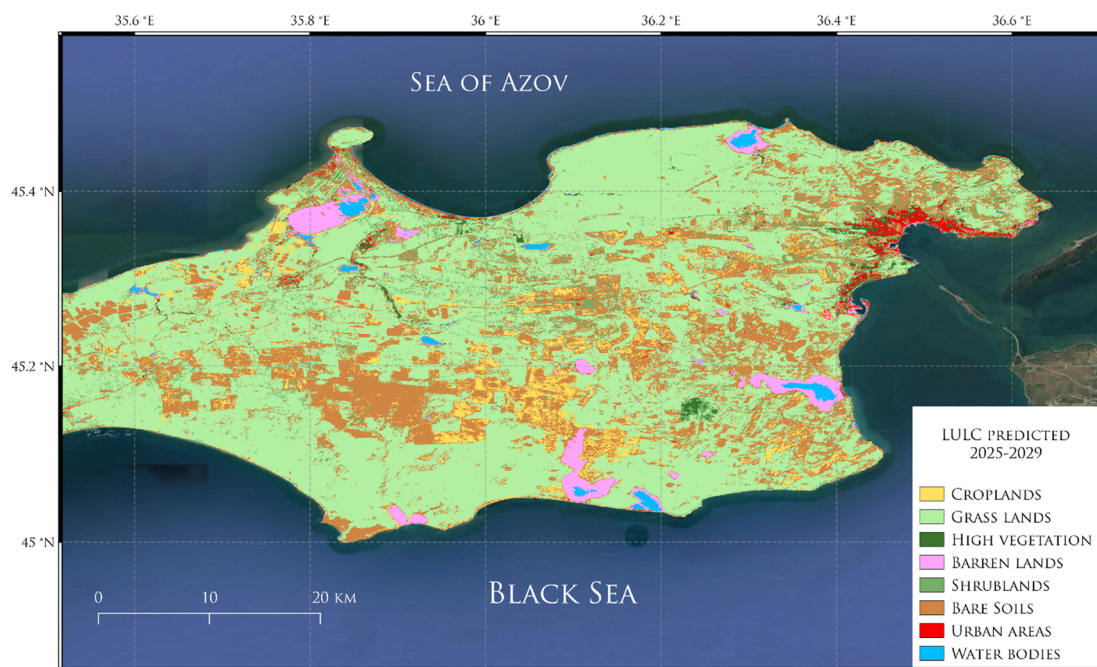 35.6 °E 35.8 °E 36 °E 36.2 °E 36.4 °E 36.6 °E
Sea of Azov
45.4 °N
45.2 °N
45 °N
Black Sea
0 10 20 km
LULC predicted
2025-2029
Croplands
Grass lands
High vegetation
Barren lands
Shrublands
Bare Soils
Urban areas
Water bodies